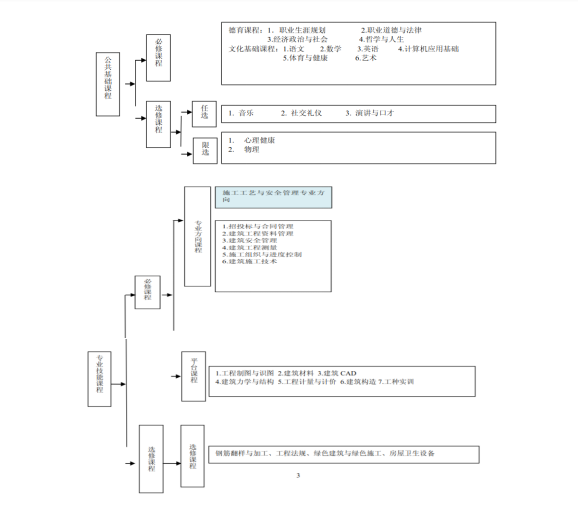 公共基础课程
必修课程
德育课程：1．职业生涯规划 2.职业道德与法律
3.经济政治与社会 4.哲学与人生
文化基础课程：1.语文 2.数学 3.英语 4.计算机应用基础
5.体育与健康 6.艺术
选修课程
任选
1. 音乐 2. 社交礼仪 3. 演讲与口才
限选
1. 心理健康
2. 物理
专业技能课程
必修课程
专业方向课程
施工工艺与安全管理专业方
向
1.招投标与合同管理
2.建筑工程资料管理
3.建筑安全管理
4.建筑工程测量
5.施工组织与进度控制
6.建筑施工技术
平台课程
1.工程制图与识图 2.建筑材料 3.建筑 CAD
4.建筑力学与结构 5.工程计量与计价 6.建筑构造 7.工种实训
选修课程
选修课程
钢筋翻样与加工、工程法规、绿色建筑与绿色施工、房屋卫生设备
3